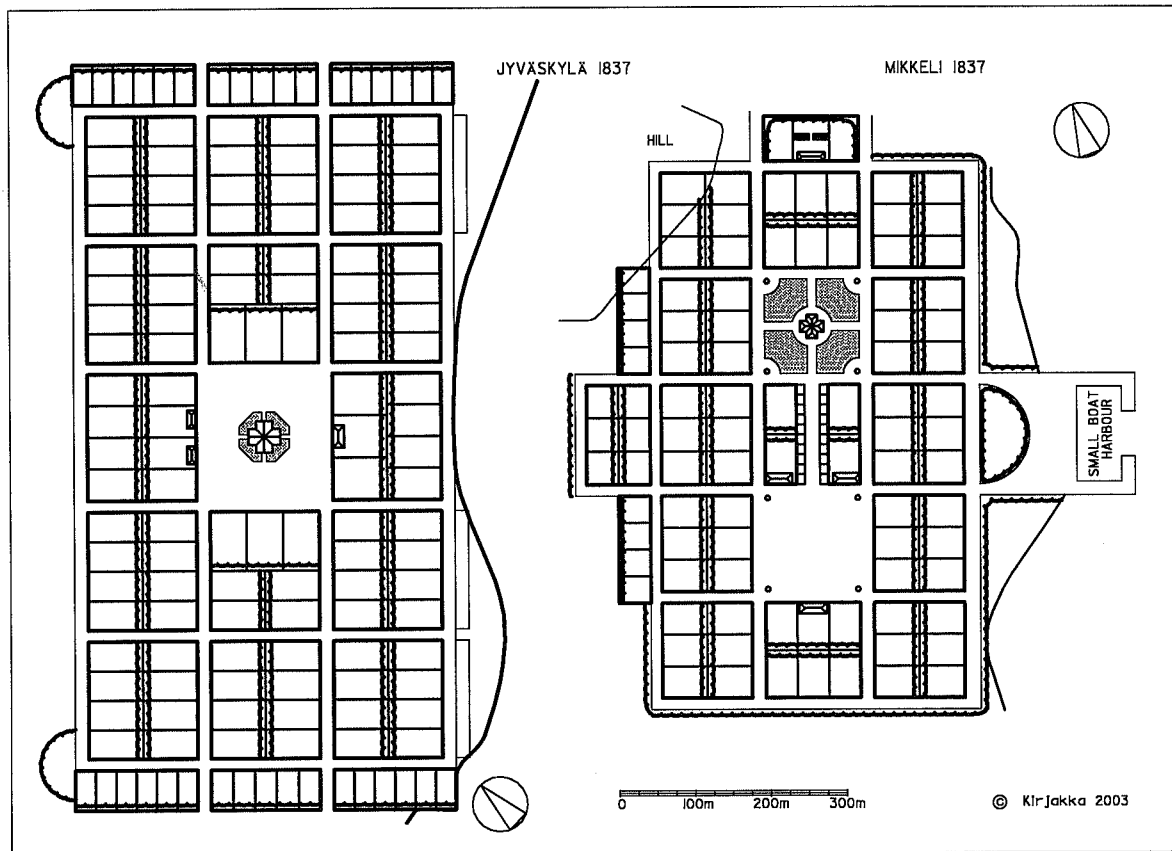 JYVÄSKYLÄ 1837
MIKKELI 1837
HILL
SMALL BOAT
HARBOUR
0 100m 200m 300m
© Kirjakka 2003